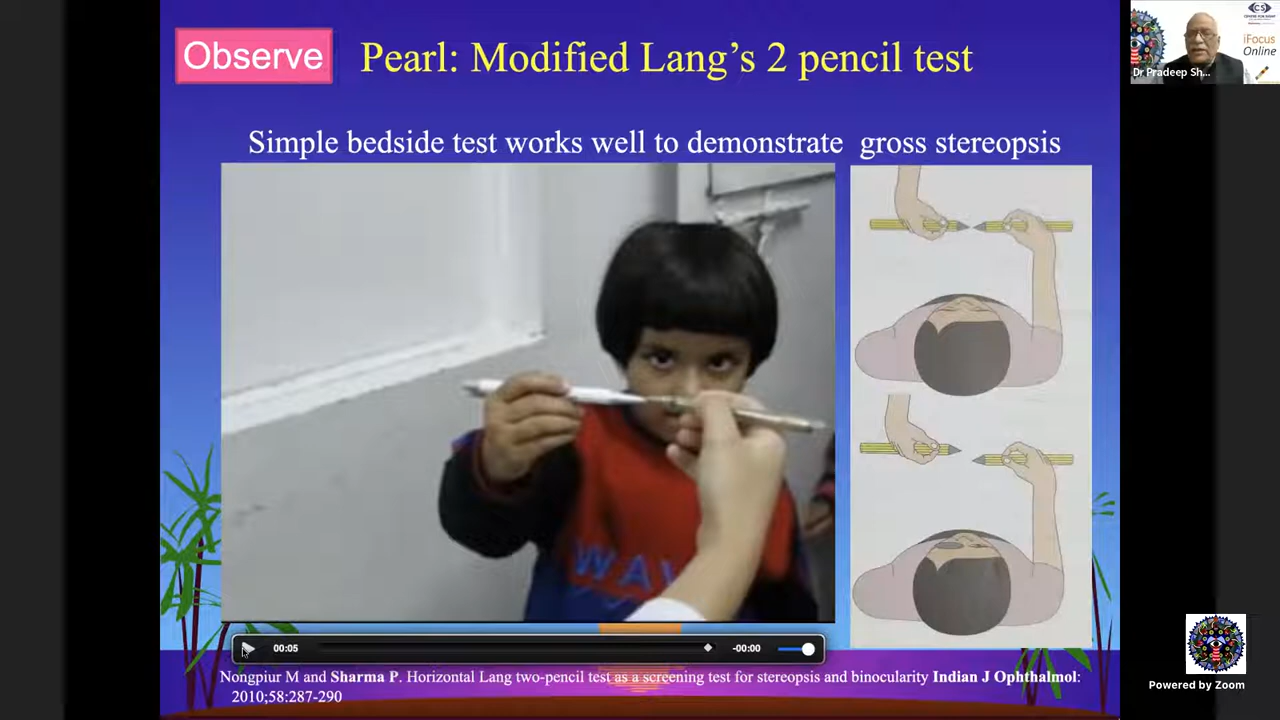 Observe
Pearl: Modified Lang's 2 pencil test
Simple bedside test works well to demonstrate gross stereopsis
WAV
00:05
-00:00
Nongpiur M and Sharma P. Horizontal Lang two-pencil test as a screening test for stereopsis and binocularity Indian J Ophthalmol:
2010;58:287-290
Dr Pradeep Sh...
CS
iFocus
Online
Powered by Zoom